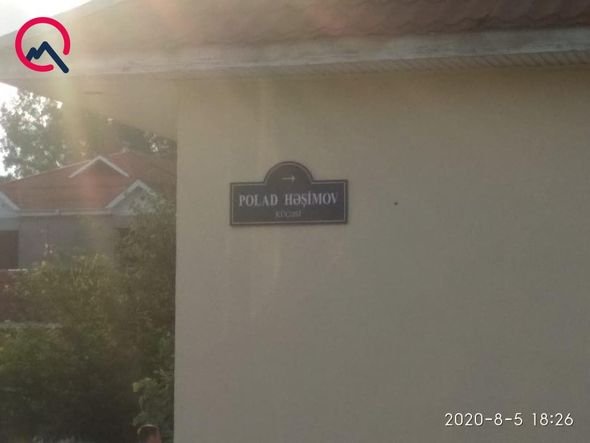 →
POLAD HəŞİMOV
KÜÇəSİ
2020-8-5 18:26